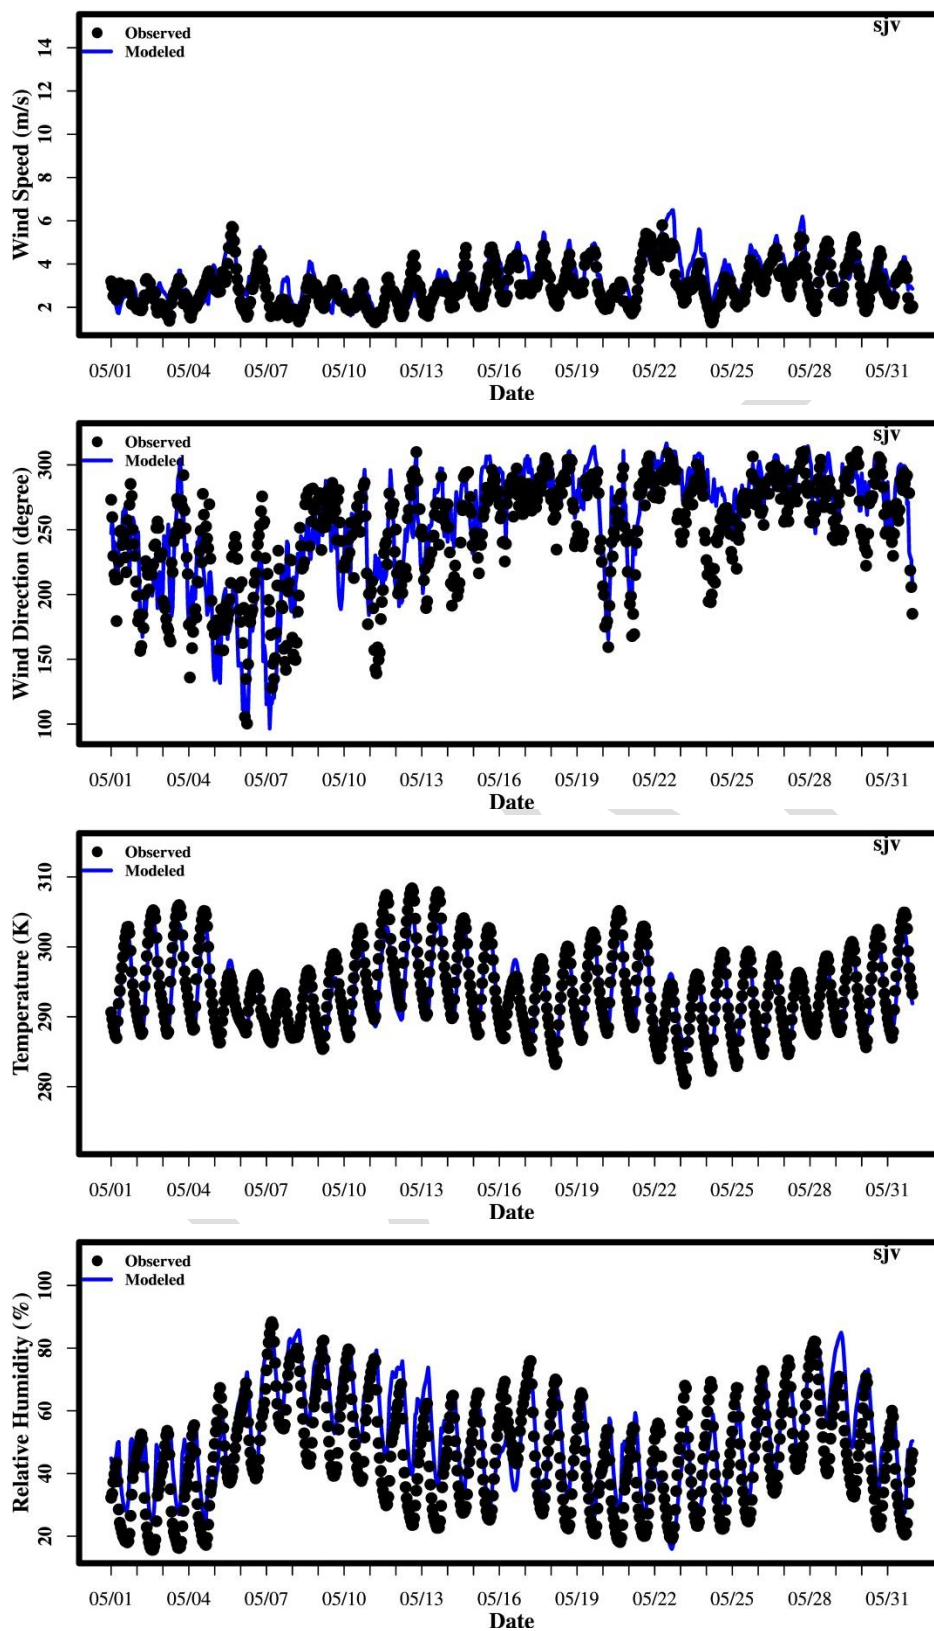 sjv
Observed
Modeled
14
12
10
8
6
4
2
Wind Speed (m/s)
05/01 05/04 05/07 05/10 05/13 05/16 05/19 05/22 05/25 05/28 05/31
Date
sjv
Observed
Modeled
300
250
200
150
100
Wind Direction (degree)
05/01 05/04 05/07 05/10 05/13 05/16 05/19 05/22 05/25 05/28 05/31
Date
sjv
Observed
Modeled
310
300
290
280
Temperature (K)
05/01 05/04 05/07 05/10 05/13 05/16 05/19 05/22 05/25 05/28 05/31
Date
sjv
Observed
Modeled
100
80
60
40
20
Relative Humidity (%)
05/01 05/04 05/07 05/10 05/13 05/16 05/19 05/22 05/25 05/28 05/31
Date